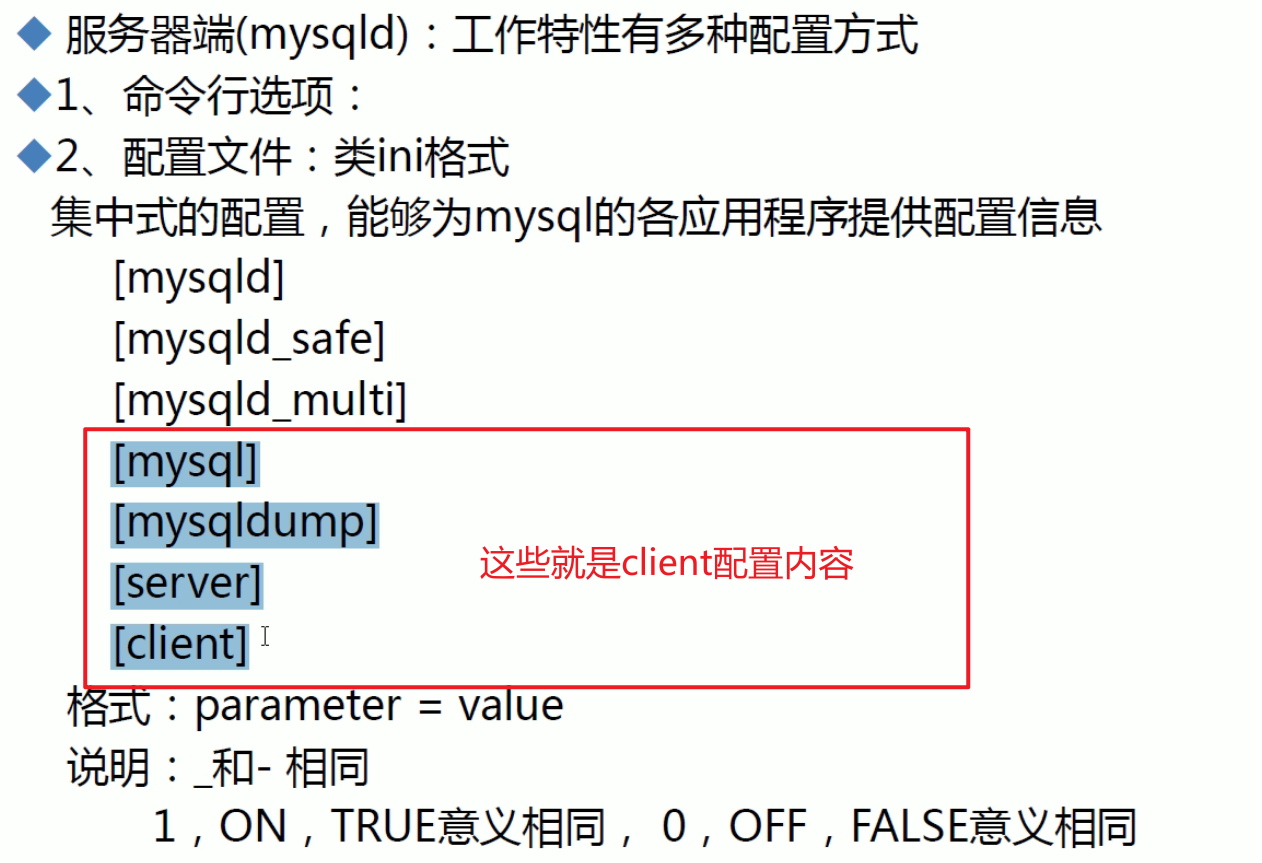 服务器端(mysqld)：工作特性有多种配置方式
1、命令行选项：
2、配置文件：类ini格式
集中式的配置，能够为mysql的各应用程序提供配置信息
[mysqld]
[mysqld_safe]
[mysqld_multi]
[mysql]
[mysqldump]
这些就是client配置内容
[server]
[client]
格式：parameter = value
说明：_和- 相同
1，ON，TRUE意义相同， 0，OFF，FALSE意义相同